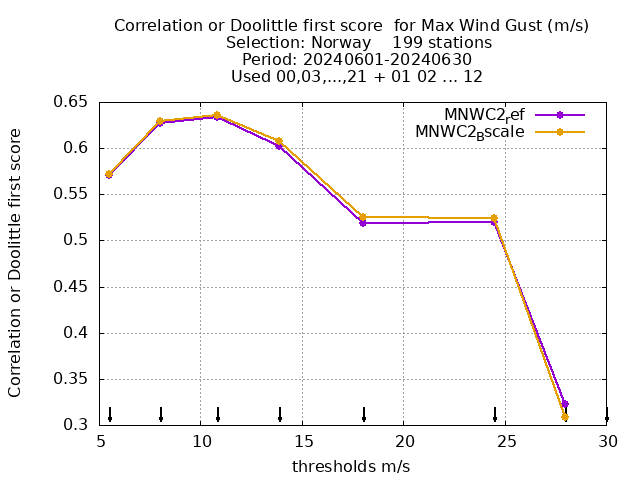 Correlation or Doolittle first score  for Max Wind Gust (m/s)
Selection: Norway    199 stations
Period: 20240601-20240630
Used 00,03,...,21 + 01 02 ... 12
MNWC2ref
MNWC2Bscale
Correlation or Doolittle first score
0.65
0.6
0.55
0.5
0.45
0.4
0.35
0.3
5 10 15 20 25 30
thresholds m/s